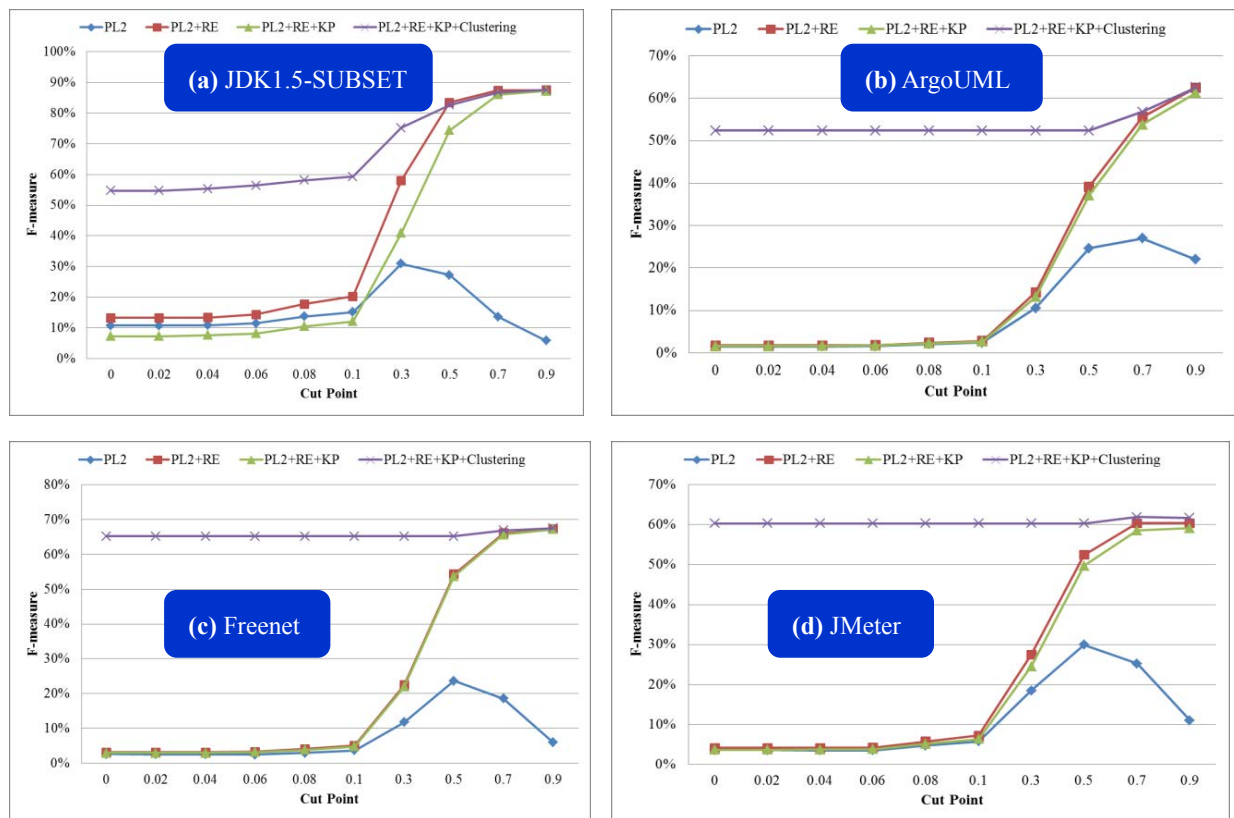 PL2 PL2+RE PL2+RE+KP PL2+RE+KP+Clustering
(a) JDK1.5-SUBSET
100%
90%
80%
70%
60%
50%
40%
30%
20%
10%
0%
F-measure
0 0.02 0.04 0.06 0.08 0.1 0.3 0.5 0.7 0.9
Cut Point
PL2 PL2+RE PL2+RE+KP PL2+RE+KP+Clustering
(b) ArgoUML
70%
60%
50%
40%
30%
20%
10%
0%
F-measure
0 0.02 0.04 0.06 0.08 0.1 0.3 0.5 0.7 0.9
Cut Point
PL2 PL2+RE PL2+RE+KP PL2+RE+KP+Clustering
80%
70%
60%
50%
40%
30%
20%
10%
0%
F-measure
(c) Freenet
0 0.02 0.04 0.06 0.08 0.1 0.3 0.5 0.7 0.9
Cut Point
PL2 PL2+RE PL2+RE+KP PL2+RE+KP+Clustering
70%
60%
50%
40%
30%
20%
10%
0%
F-measure
(d) JMeter
0 0.02 0.04 0.06 0.08 0.1 0.3 0.5 0.7 0.9
Cut Point